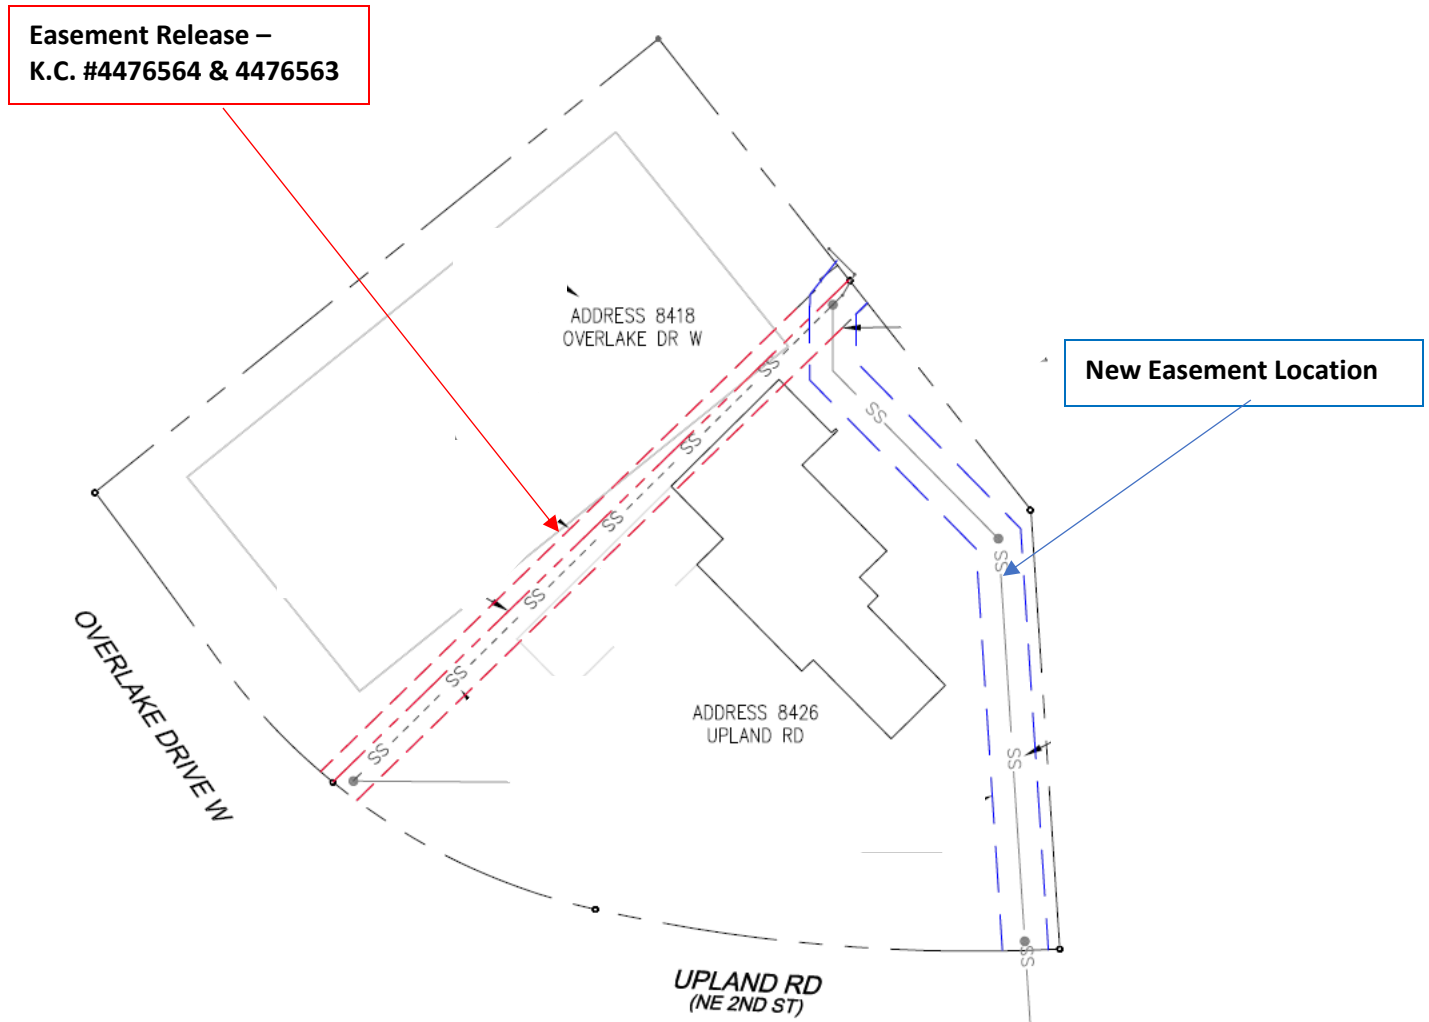 Easement Release –
K.C. #4476564 & 4476563
ADDRESS 8418
OVERLAKE DR W
New Easement Location
SS
SS
SS
SS
SS
SS
SS
SS
SS
SS
OVERLAKE DRIVE W
ADDRESS 8426
UPLAND RD
UPLAND RD
(NE 2ND ST)